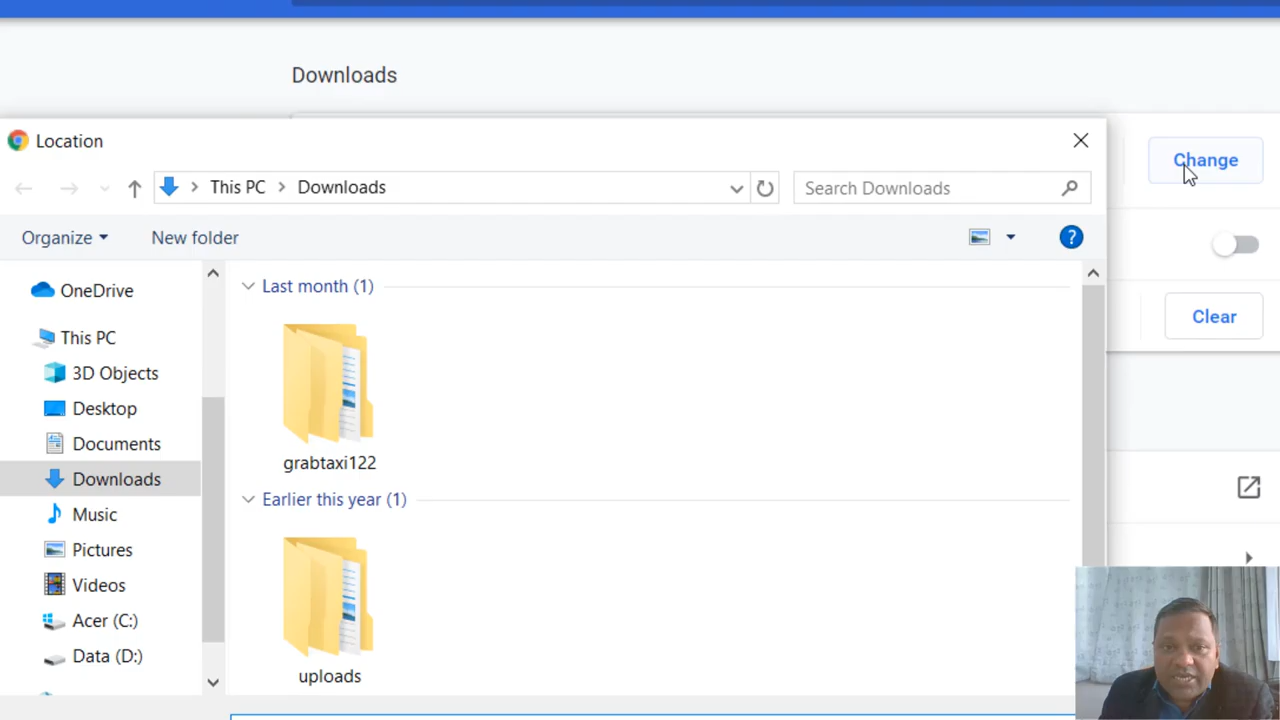 Downloads
Location
Change
This PC
Downloads
Search Downloads
Organize
New folder
?
OneDrive
Last month (1)
This PC
3D Objects
Desktop
Documents
grabtaxi122
Downloads
Earlier this year (1)
Music
Pictures
Videos
Acer (C:)
Data (D:)
uploads
Clear